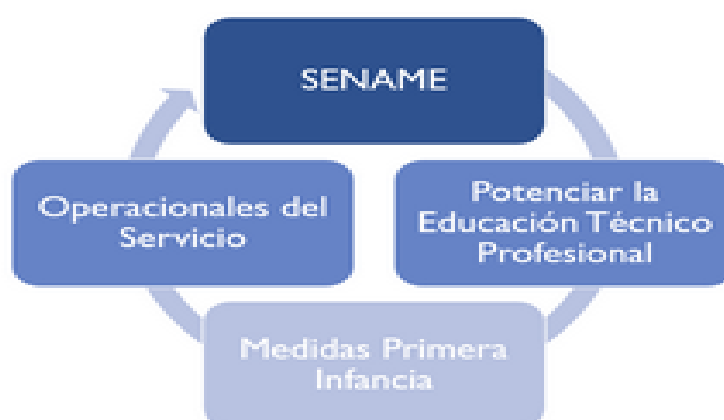 SENAME
Operacionales del
Servicio
Potenciar la
Educación Técnico
Profesional
Medidas Primera
Infancia